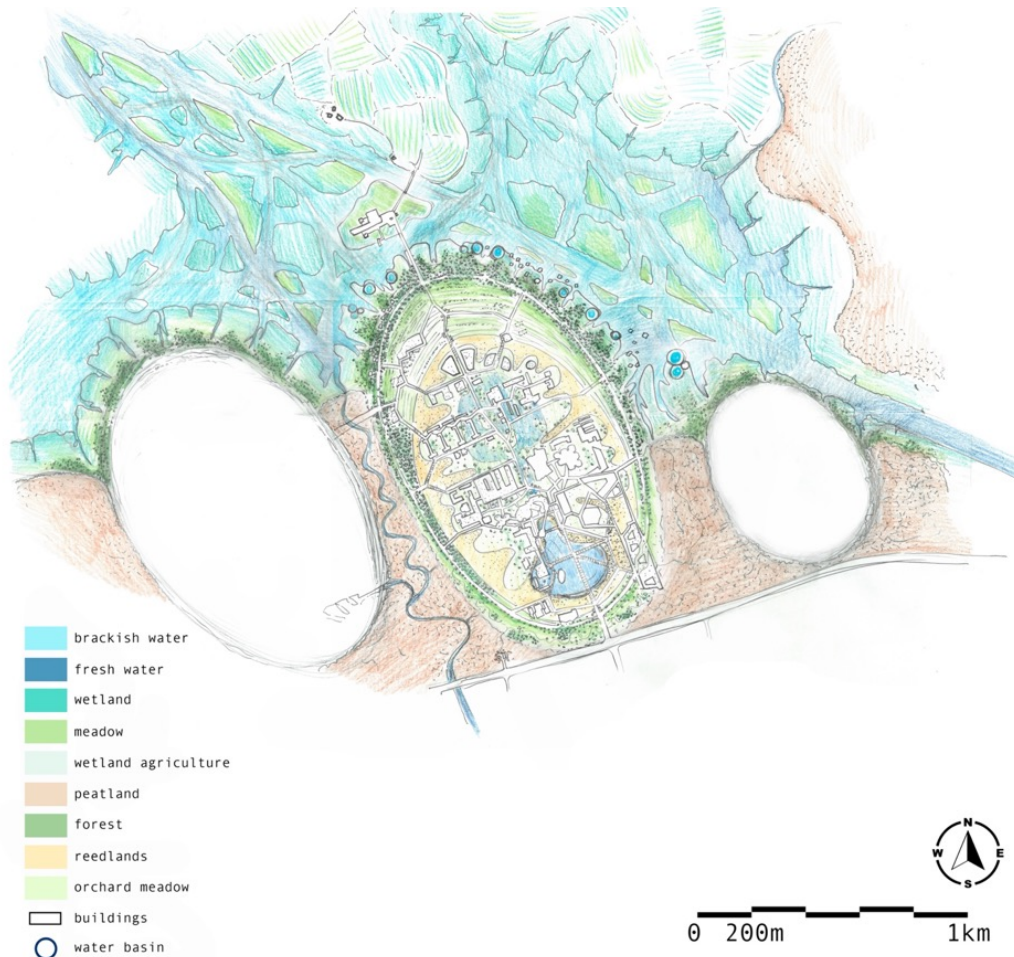 brackish water
fresh water
wetland
meadow
wetland agriculture
peatland
forest
reedlands
orchard meadow
buildings
water basin
N
W E
S
0 200m 1km